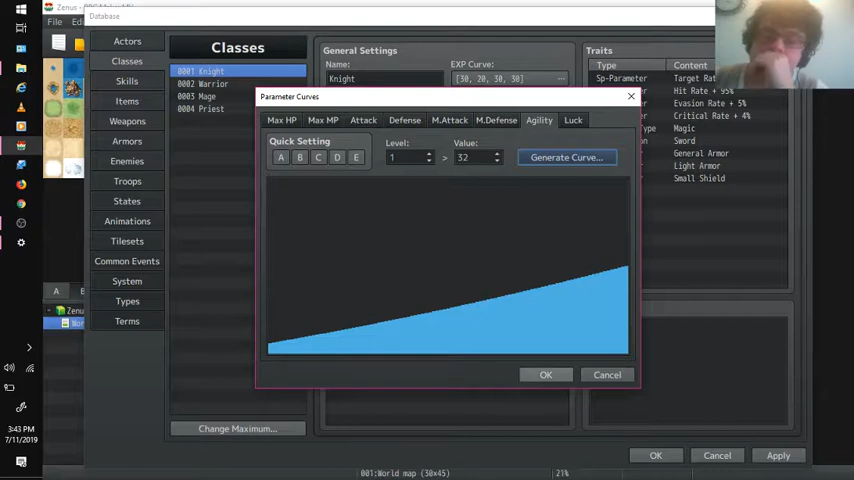 Zenus
File
Database
Actors
Classes
Skills
Items
Weapons
Armors
Enemies
Troops
States
Animations
Tilesets
Common Events
System
Types
Terms
Classes
0001 Knight
0002 Warrior
0003 Mage
0004 Priest
Change Maximum...
General Settings
Name:
Knight
EXP Curve:
[30, 20, 30, 30]
...
Traits
Type
Content
Sp-Parameter
Target Rate
Hit Rate + 95%
Evasion Rate + 5%
Critical Rate + 4%
Magic
Sword
General Armor
Light Armor
Small Shield
Parameter Curves
Max HP
Max MP
Attack
Defense
M.Attack
M.Defense
Agility
Luck
Quick Setting
A B C D E
Level:
1
>
Value:
32
Generate Curve...
OK
Cancel
OK
Cancel
Apply
A
B
001:World map (30x45)
21%
3:43 PM
7/11/2019